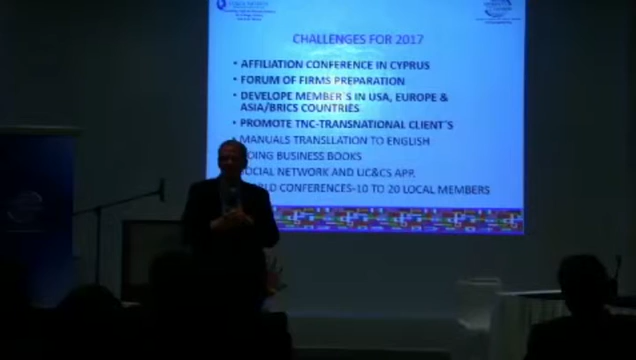 CHALLENGES FOR 2017
• AFFILIATION CONFERENCE IN CYPRUS
• FORUM OF FIRMS PREPARATION
• DEVELOPE MEMBER´S IN USA, EUROPE &
ASIA/BRICS COUNTRIES
• PROMOTE TNC-TRANSNATIONAL CLIENT´S
• MANUALS TRANSLLATION TO ENGLISH
OING BUSINESS BOOKS
OCIAL NETWORK AND UC&CS APP.
RLD CONFERENCES-10 TO 20 LOCAL MEMBERS